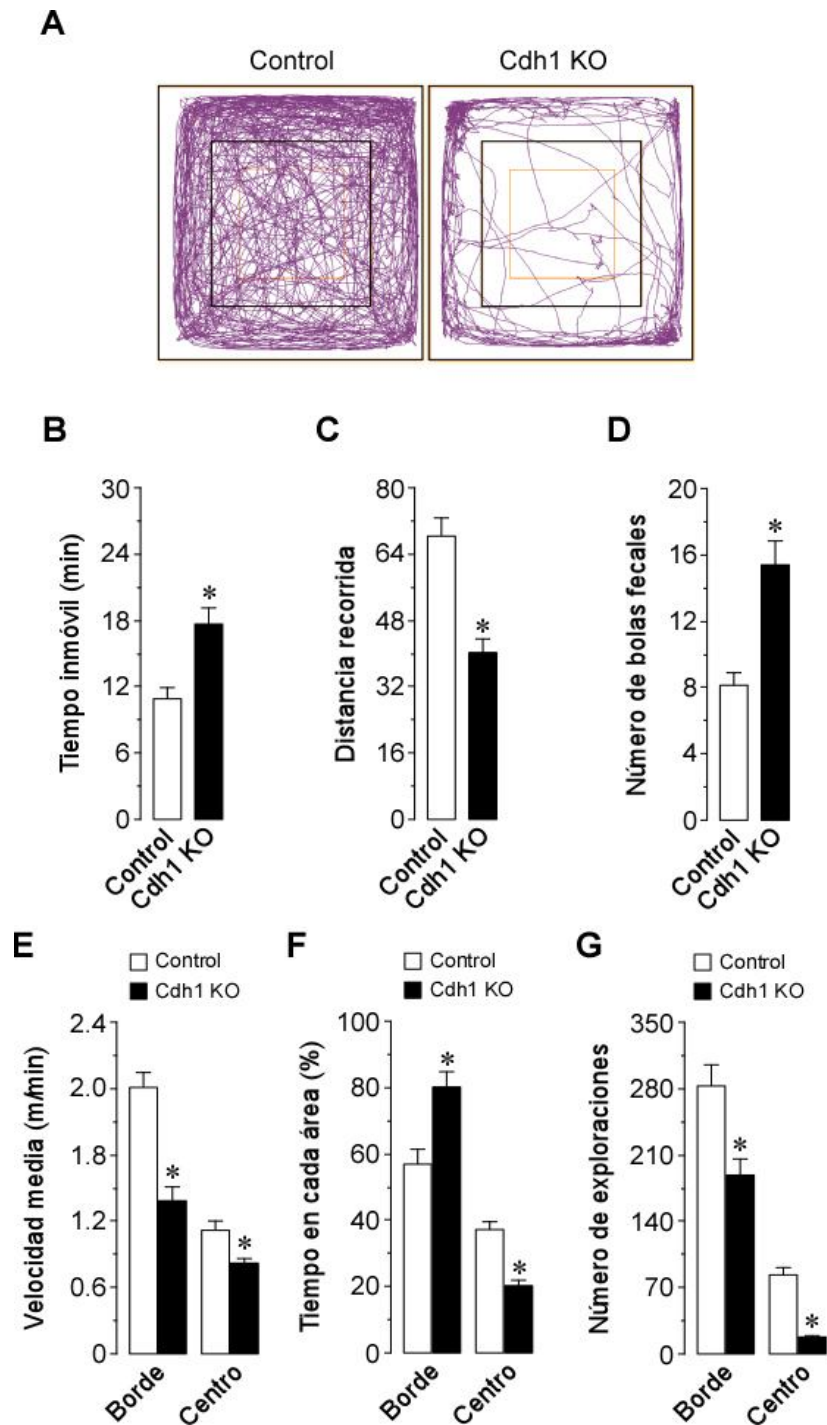 A
Control
Cdh1 KO
B
C
D
Tiempo inmóvil (min)
30
24
18
12
6
0
*
Control
Cdh1 KO
Distancia recorrida
80
64
48
32
16
0
*
Control
Cdh1 KO
Número de bolas fecales
20
16
12
8
4
0
*
Control
Cdh1 KO
E
Control
Cdh1 KO
Velocidad media (m/min)
2.4
2.0
1.8
1.2
0.6
0
*
*
Borde
Centro
F
Control
Cdh1 KO
Tiempo en cada área (%)
100
80
60
40
20
0
*
*
Borde
Centro
G
Control
Cdh1 KO
Número de exploraciones
350
280
210
140
70
0
*
*
Borde
Centro